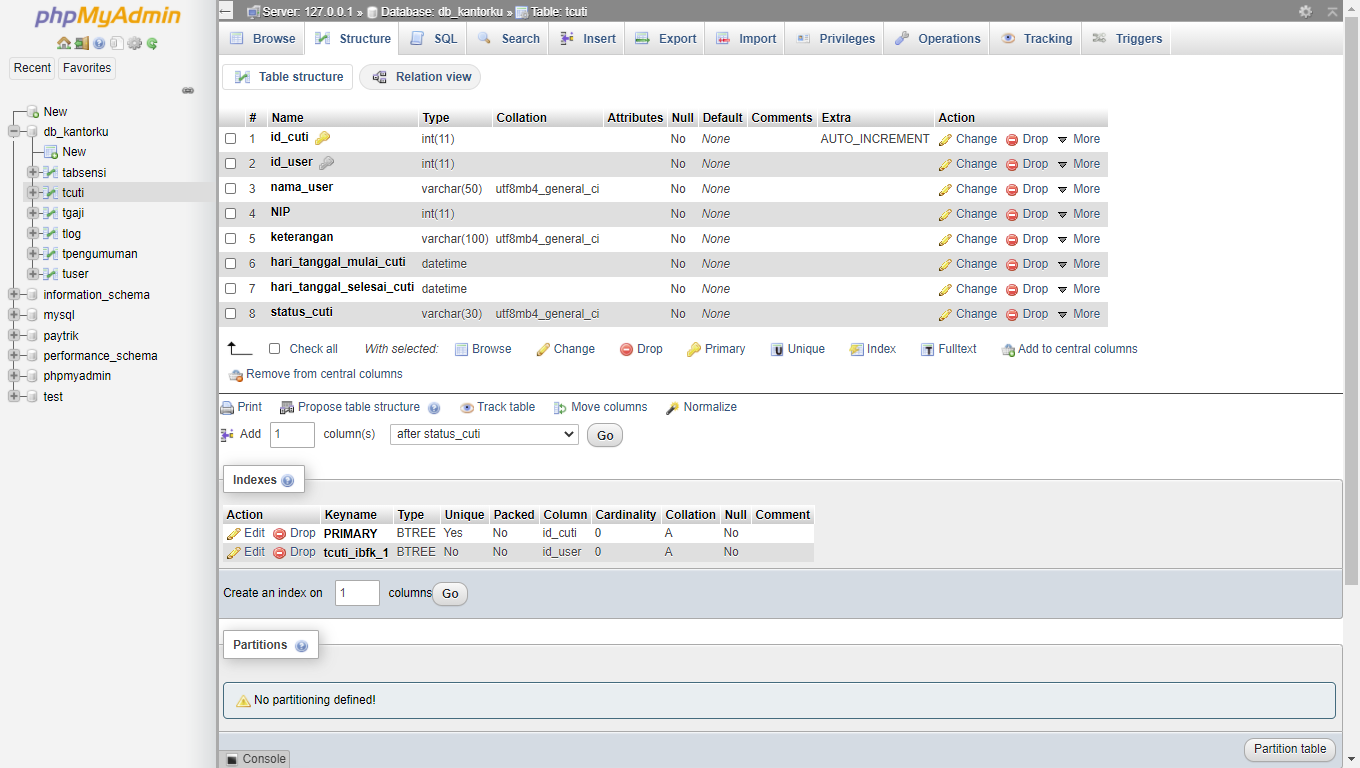 phpMyAdmin
Recent Favorites
New
db_kantorku
New
tabsensi
tcuti
tgaji
tlog
tpengumuman
tuser
information_schema
mysql
paytrik
performance_schema
phpmyadmin
test
Server: 127.0.0.1 » Database: db_kantorku » Table: tcuti
Browse Structure SQL Search Insert Export Import Privileges Operations Tracking Triggers
Table structure Relation view
# Name Type Collation Attributes Null Default Comments Extra Action
1 id_cuti int(11) No None AUTO_INCREMENT Change Drop More
2 id_user int(11) No None Change Drop More
3 nama_user varchar(50) utf8mb4_general_ci No None Change Drop More
4 NIP int(11) No None Change Drop More
5 keterangan varchar(100) utf8mb4_general_ci No None Change Drop More
6 hari_tanggal_mulai_cuti datetime No None Change Drop More
7 hari_tanggal_selesai_cuti datetime No None Change Drop More
8 status_cuti varchar(30) utf8mb4_general_ci No None Change Drop More
Check all With selected: Browse Change Drop Primary Unique Index Fulltext Add to central columns
Remove from central columns
Print Propose table structure Track table Move columns Normalize
Add 1 column(s) after status_cuti Go
Indexes
Action Keyname Type Unique Packed Column Cardinality Collation Null Comment
Edit Drop PRIMARY BTREE Yes No id_cuti 0 A No
Edit Drop tcuti_ibfk_1 BTREE No No id_user 0 A No
Create an index on 1 columns Go
Partitions
No partitioning defined!
Partition table
Console